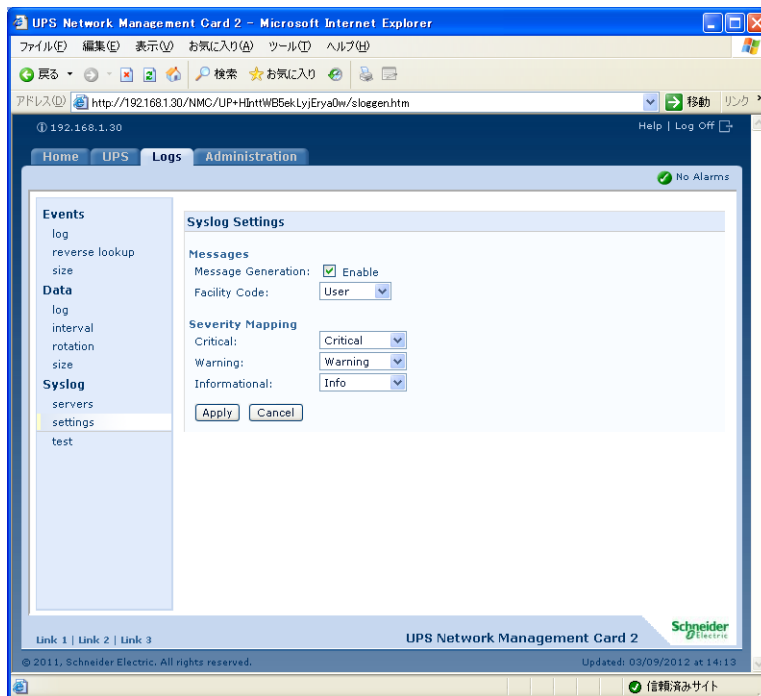 UPS Network Management Card 2 - Microsoft Internet Explorer
ファイル(F) 編集(E) 表示(V) お気に入り(A) ツール(T) ヘルプ(H)
戻る 検索 お気に入り
アドレス(D) http://192.168.1.30/NMC/UP+HInttWB5ekLyjErya0w/sloggen.htm 移動 リンク »
192.168.1.30 Help | Log Off
Home UPS Logs Administration
No Alarms
Events
log
reverse lookup
size
Data
log
interval
rotation
size
Syslog
servers
settings
test
Syslog Settings
Messages
Message Generation: Enable
Facility Code: User
Severity Mapping
Critical: Critical
Warning: Warning
Informational: Info
Apply Cancel
Link 1 | Link 2 | Link 3
UPS Network Management Card 2
Schneider Electric
© 2011, Schneider Electric. All rights reserved.
Updated: 03/09/2012 at 14:13
信頼済みサイト